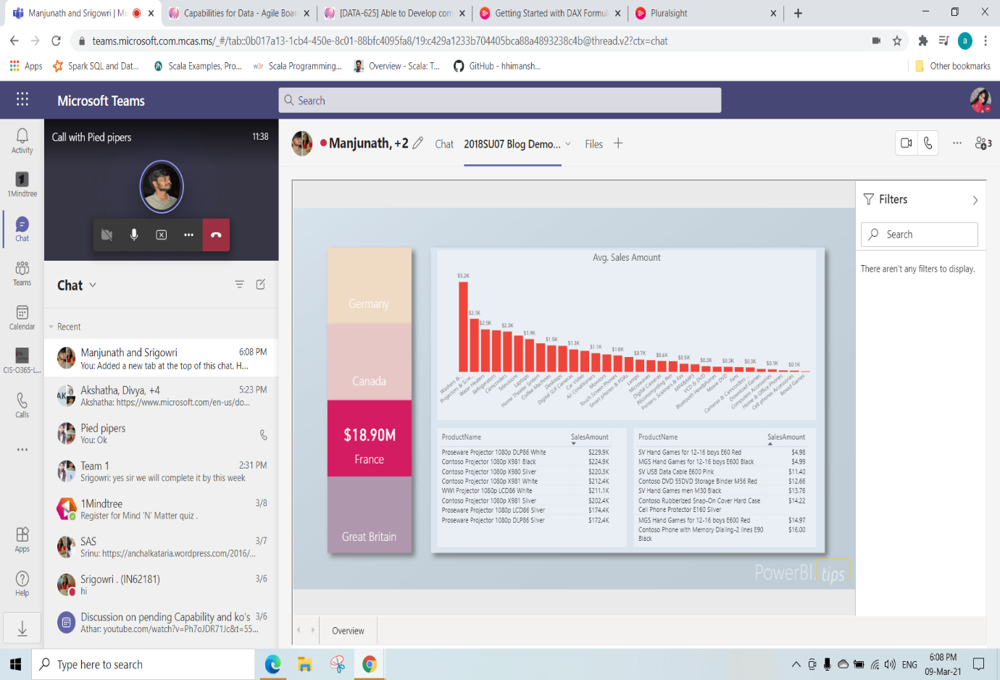 Manjunath and Srigowri | Mi
Capabilities for Data - Agile Boar
[DATA-625] Able to Develop com
Getting Started with DAX Formul
Pluralsight
teams.microsoft.com.mcas.ms/_#/tab::0b017a13-1cb4-450e-8c01-88bfc4095fa8/19:c429a1233b704405bca88a4893238c4b@thread.v2?ctx=chat
a
Apps
Spark SQL and Dat...
Scala Examples, Pro...
w3r
Scala Programming...
Overview - Scala: T...
GitHub - hhimansh...
Other bookmarks
Microsoft Teams
Search
Activity
1Mindtree
Chat
Teams
Calendar
CIS-O365-L...
Calls
Apps
Help
Call with Pied pipers
11:38
Chat
Recent
Manjunath and Srigowri 6:08 PM
You: Added a new tab at the top of this chat. H...
AK
Akshatha, Divya, +4 5:23 PM
Akshatha: https://www.microsoft.com/en-us/do...
Pied pipers
You: Ok
Team 1 2:31 PM
Srigowri: yes sir we will complete it by this week
1Mindtree 3/8
Register for Mind 'N' Matter quiz .
SAS 3/7
Srinu: https://anchalkataria.wordpress.com/2016/...
Srigowri . (IN62181) 3/6
hi
Discussion on pending Capability and ko's 3/6
Athar: youtube.com/watch?v=Ph7oJDR71Jc&t=55...
Manjunath, +2
Chat
2018SU07 Blog Demo...
Files
3
Germany
Canada
$18.90M
France
Great Britain
Avg. Sales Amount
$5.2K
$3.1K
$2.5K
$2.3K
$1.9K
$1.5K
$1.3K
$1.1K
$1.0K
$0.7K
$0.6K
$0.5K
$0.3K
$0.3K
$0.3K
$0.1K
$0.1K
Washers &...
Projectors & Scre...
Water Heaters
Refrigerators
Camcorders
Televisions
Laptops
Home Theater System
Coffee Machines
Desktops
Digital SLR Cameras
Car Video
Air Conditioners
Monitors
Touch Screen Phones
Smart phones & PDAs
Lamps
Microwaves
Digital Cameras
Printers, Scanners & Fax
MP4&MP3
VCD & DVD
Bluetooth Headphones
Movie DVD
Fans
Cameras & Camcorders ...
Download Games
Computers Accessories
Home & Office Phones
Cell phones Accessories
Boxed Games
ProductName SalesAmount
Proseware Projector 1080p DLP86 White $229.9K
Contoso Projector 1080p X981 Black $224.9K
Contoso Projector 1080p X980 Silver $220.3K
Contoso Projector 1080p X981 White $212.4K
WWI Projector 1080p LCD86 White $211.1K
Contoso Projector 1080p X981 Silver $202.4K
Proseware Projector 1080p LCD86 Silver $174.4K
Proseware Projector 1080p DLP86 Silver $172.4K
ProductName SalesAmount
SV Hand Games for 12-16 boys E60 Red $4.98
MGS Hand Games for 12-16 boys E600 Black $4.99
SV USB Data Cable E600 Pink $11.40
Contoso DVD 55DVD Storage Binder M56 Red $12.66
SV Hand Games men M30 Black $13.76
Contoso Rubberized Snap-On Cover Hard Case $14.22
Cell Phone Protector E160 Silver
MGS Hand Games for 12-16 boys E600 Red $14.97
Contoso Phone with Memory Dialing-2 lines E90 $16.00
Black
PowerBI.tips
Overview
Filters
Search
There aren't any filters to display.
Type here to search
ENG
6:08 PM
09-Mar-21